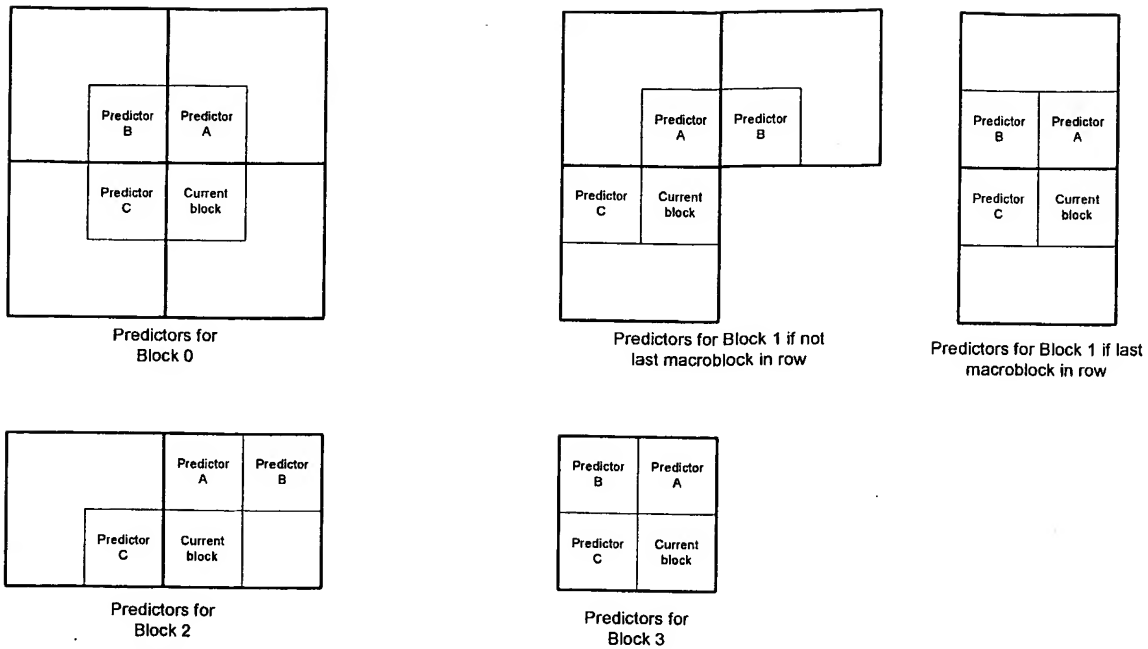 Predictor
B
Predictor
A
Predictor
C
Current
block
Predictors for
Block 0
Predictor
A
Predictor
B
Predictor
C
Current
block
Predictors for Block 1 if not
last macroblock in row
Predictor
B
Predictor
A
Predictor
C
Current
block
Predictors for Block 1 if last
macroblock in row
Predictor
A
Predictor
B
Predictor
C
Current
block
Predictors for
Block 2
Predictor
B
Predictor
A
Predictor
C
Current
block
Predictors for
Block 3